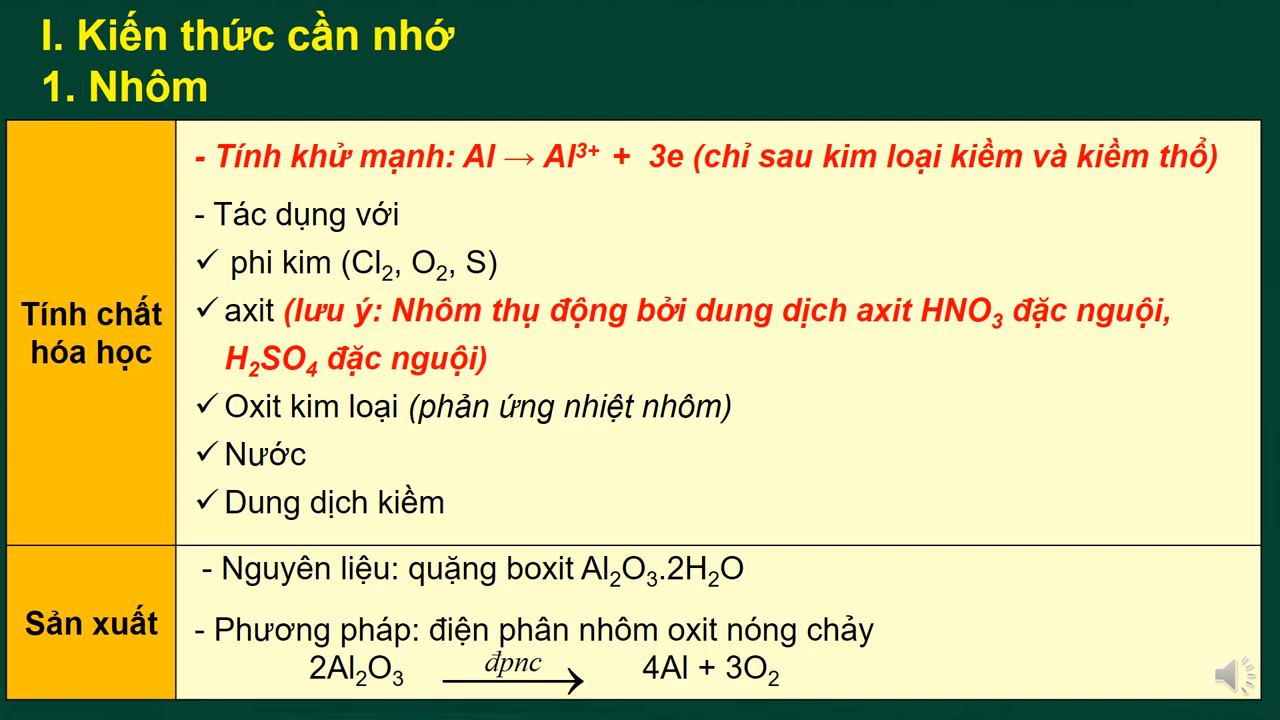 I. Kiến thức cần nhớ
1. Nhôm
Tính chất
hóa học
- Tính khử mạnh: Al → Al³⁺ + 3e (chỉ sau kim loại kiềm và kiềm thổ)
- Tác dụng với
✓ phi kim (Cl₂, O₂, S)
✓ axit (lưu ý: Nhôm thụ động bởi dung dịch axit HNO₃ đặc nguội,
H₂SO₄ đặc nguội)
✓ Oxit kim loại (phản ứng nhiệt nhôm)
✓ Nước
✓ Dung dịch kiềm
Sản xuất
- Nguyên liệu: quặng boxit Al₂O₃.2H₂O
- Phương pháp: điện phân nhôm oxit nóng chảy
đpnc
2Al₂O₃ → 4Al + 3O₂